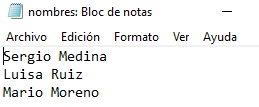 nombres: Bloc de notas
Archivo Edición Formato Ver Ayuda
Sergio Medina
Luisa Ruiz
Mario Moreno